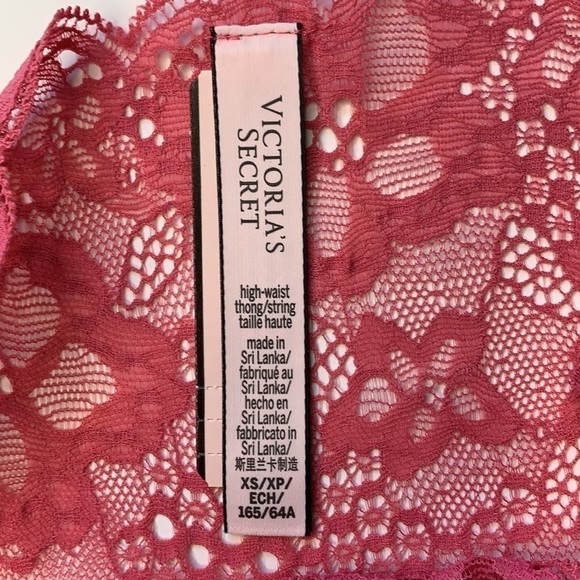 VICTORIA'S
SECRET
high-waist
thong/string
taille haute
made in
Sri Lanka/
fabriqué au
Sri Lanka/
hecho en
Sri Lanka/
fabbricato in
Sri Lanka/
斯里兰卡制造
XS/XP/
ECH/
165/64A